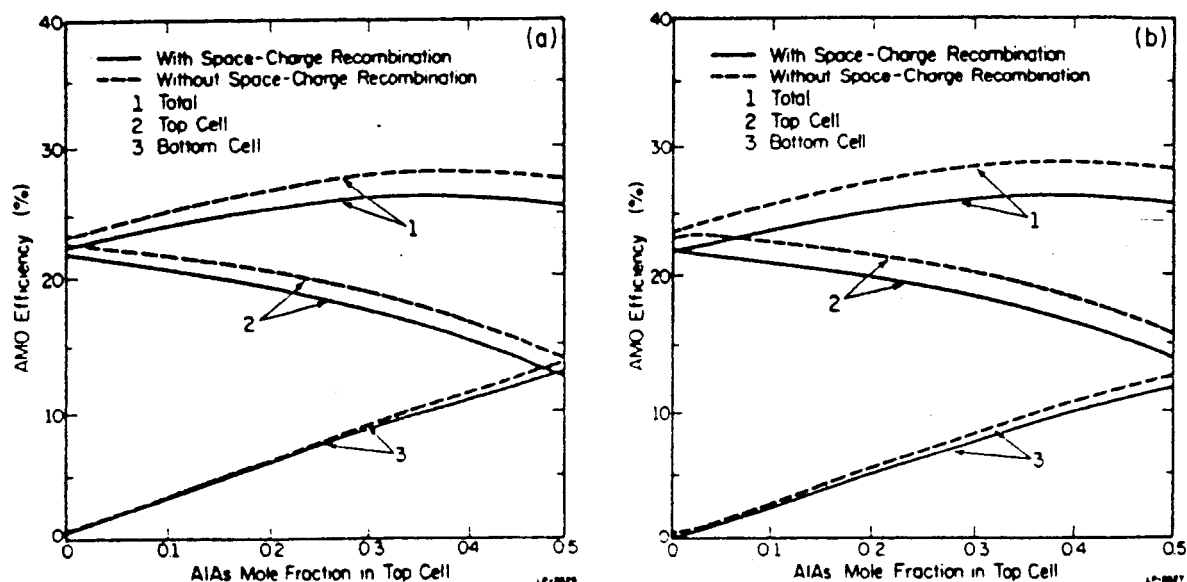 40
(a)
With Space-Charge Recombination
Without Space-Charge Recombination
1 Total
2 Top Cell
3 Bottom Cell
30
AMO Efficiency (%)
1
20
2
10
3
0
0 0.1 0.2 0.3 0.4 0.5
AlAs Mole Fraction in Top Cell
40
(b)
With Space-Charge Recombination
Without Space-Charge Recombination
1 Total
2 Top Cell
3 Bottom Cell
30
AMO Efficiency (%)
1
20
2
10
3
0
0 0.1 0.2 0.3 0.4 0.5
AlAs Mole Fraction in Top Cell